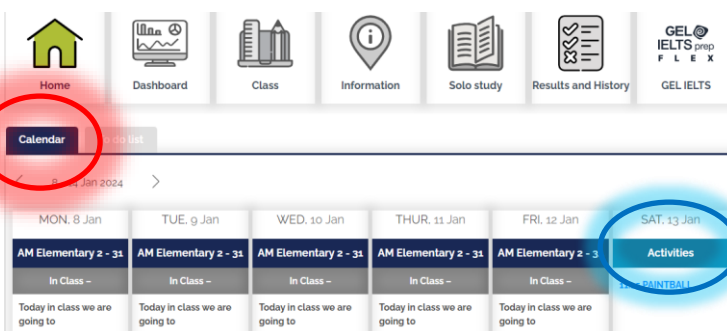 GEL
IELTS prep
FLEX
Home
Dashboard
Class
Information
Solo study
Results and History
GEL IELTS
Calendar
do list
Jan 2024
MON, 8 Jan
TUE, 9 Jan
WED, 10 Jan
THUR, 11 Jan
FRI, 12 Jan
SAT, 13 Jan
AM Elementary 2 - 31
AM Elementary 2 - 31
AM Elementary 2 - 31
AM Elementary 2 - 31
AM Elementary 2 - 3
Activities
In Class –
In Class –
In Class –
In Class –
In Class –
PAINTBALL
Today in class we are
going to
Today in class we are
going to
Today in class we are
going to
Today in class we are
going to
Today in class we are
going to